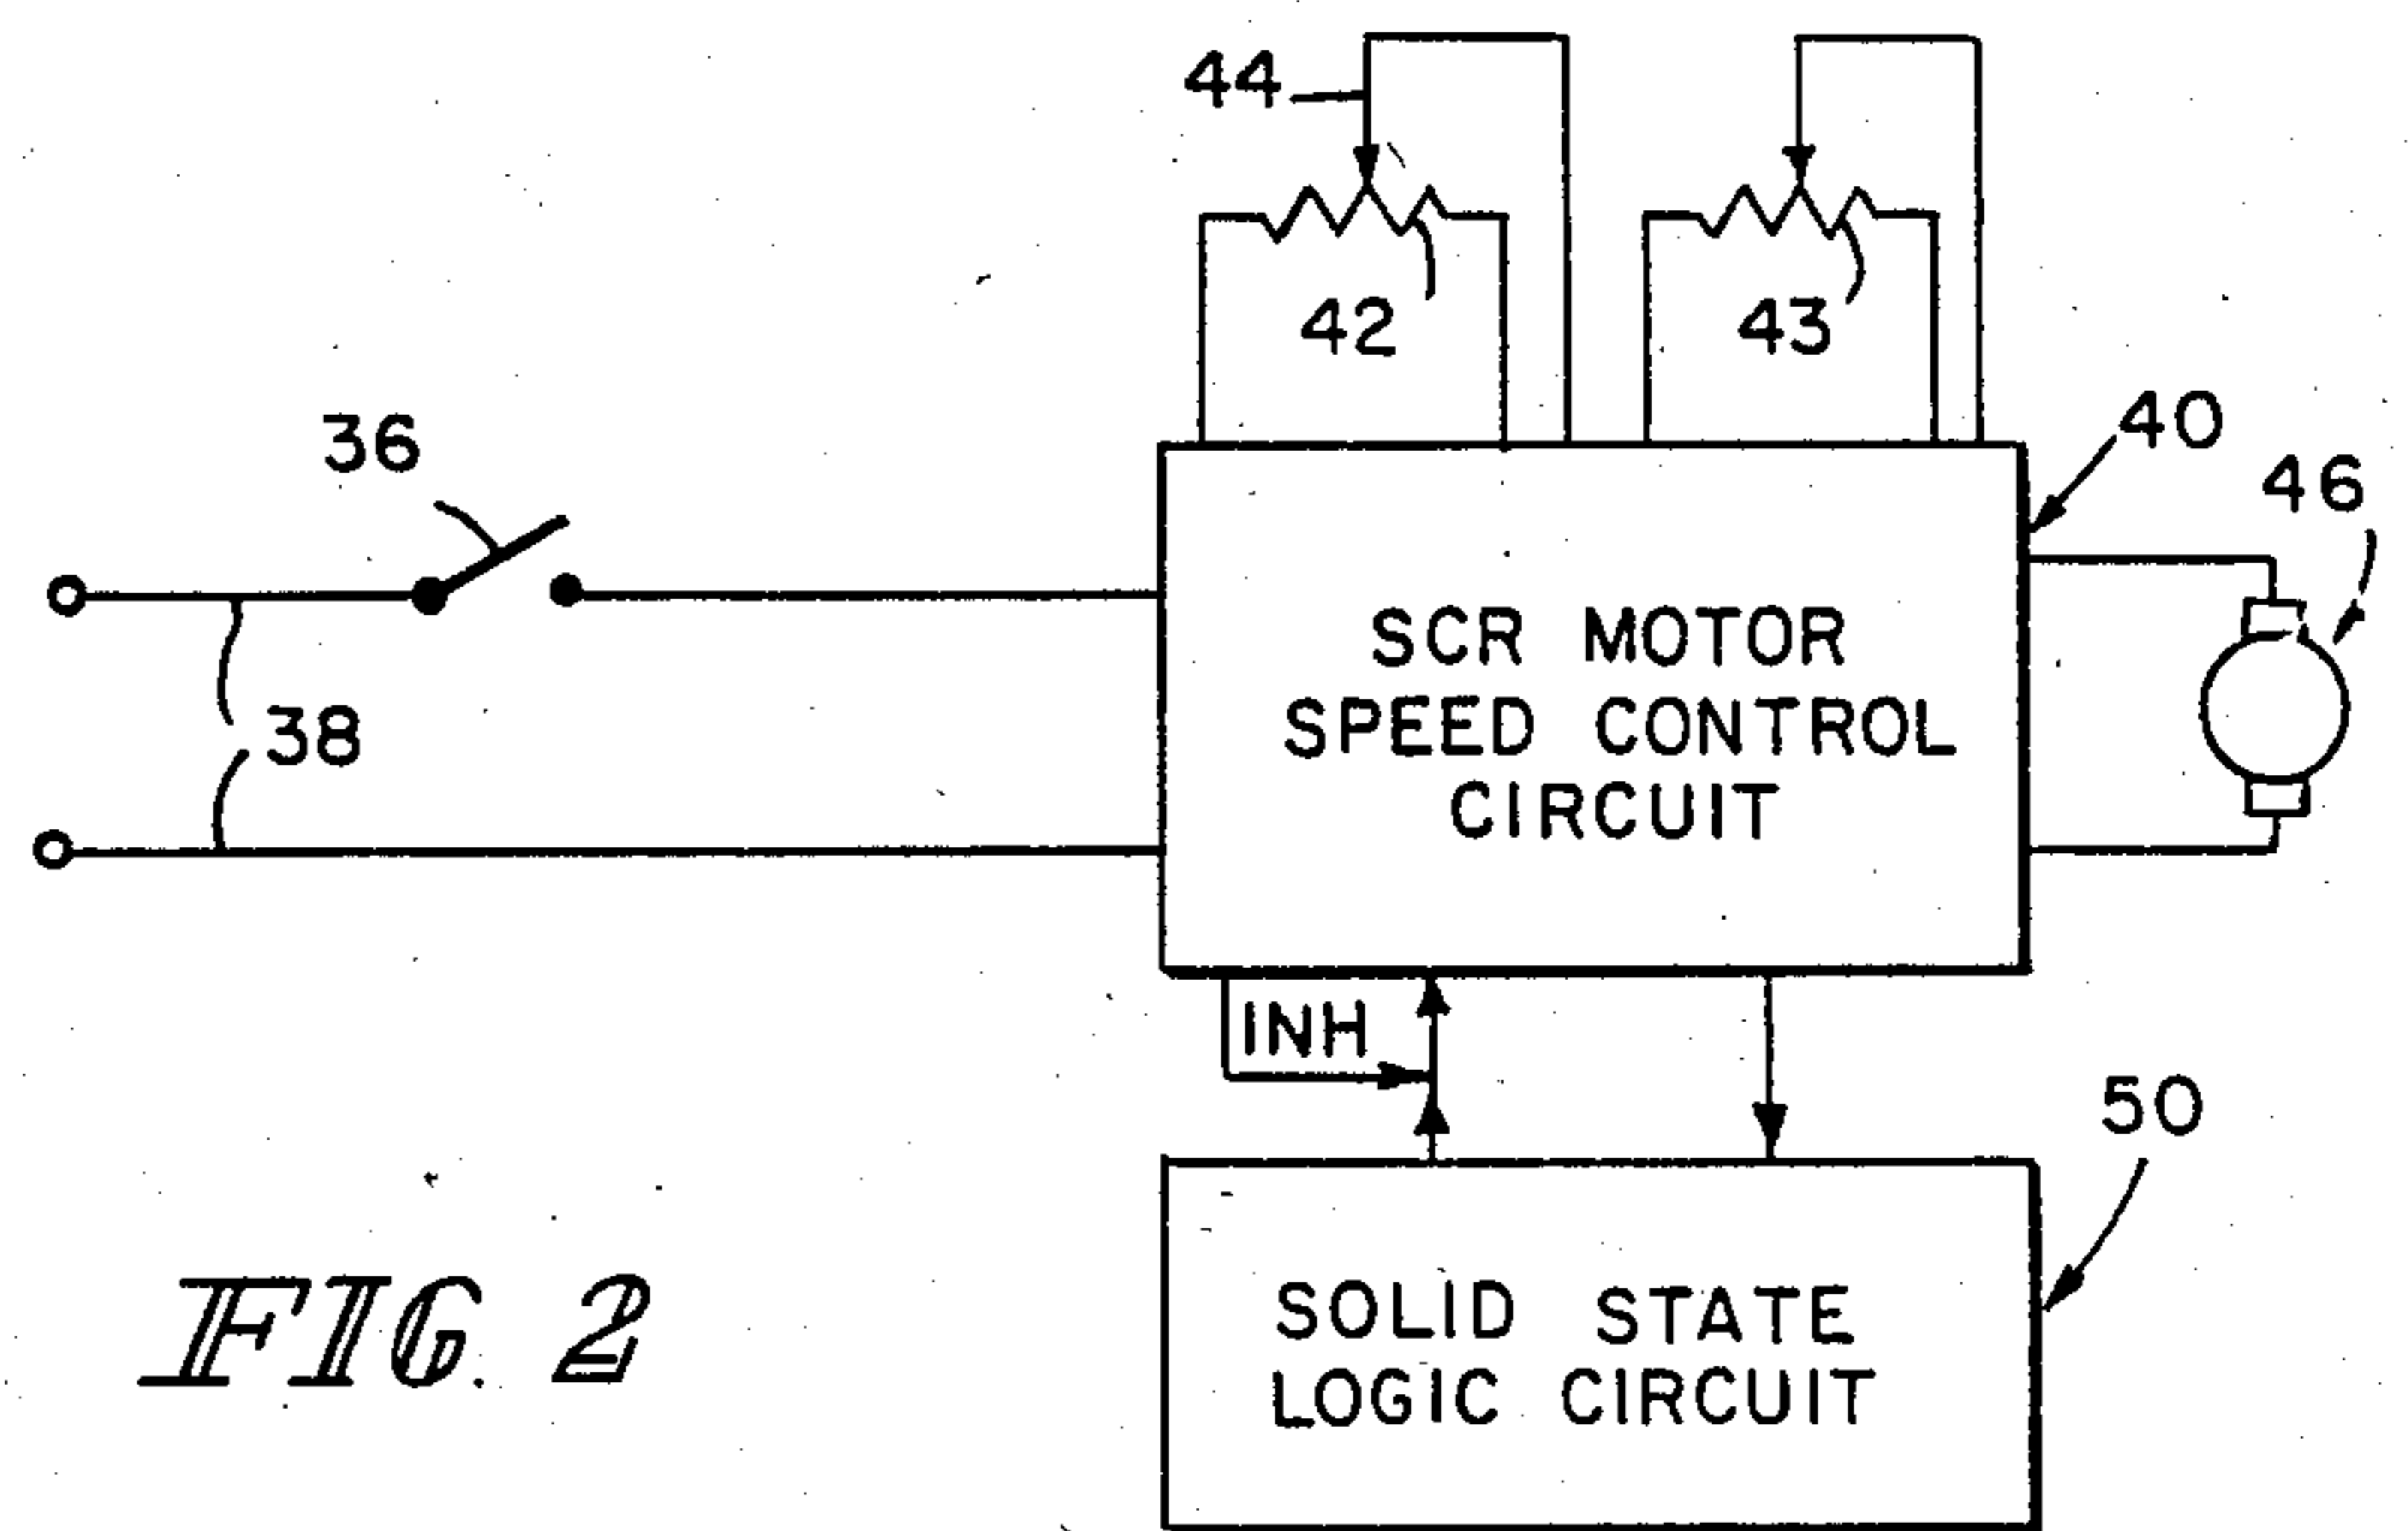 44
42
43
36
40
46
38
SCR MOTOR
SPEED CONTROL
CIRCUIT
INH
50
SOLID STATE
LOGIC CIRCUIT
FIG. 2